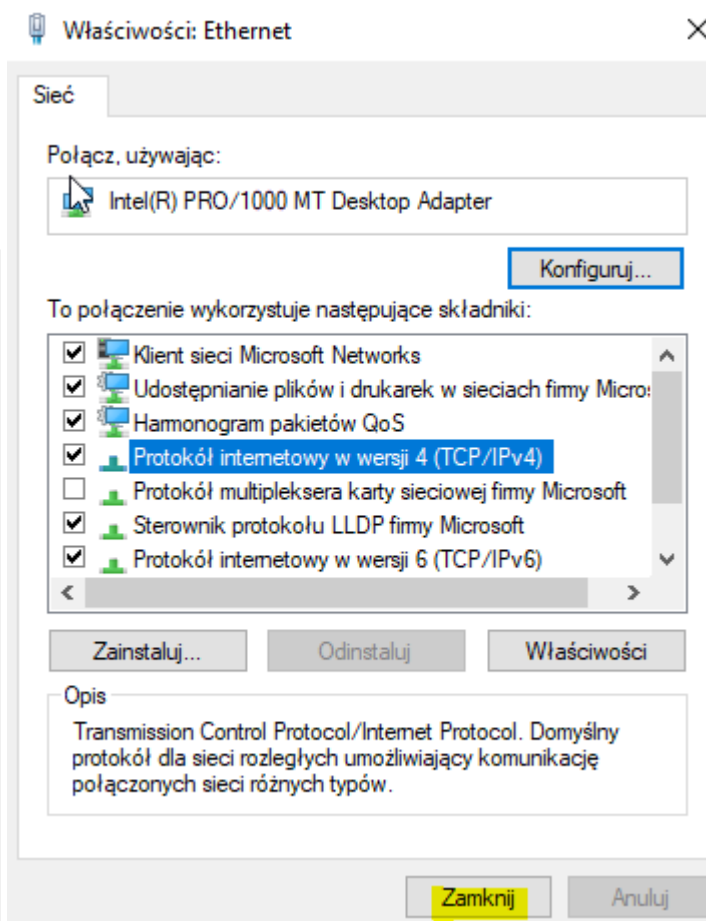 Właściwości: Ethernet
Sieć
Połącz, używając:
Intel(R) PRO/1000 MT Desktop Adapter
Konfiguruj...
To połączenie wykorzystuje następujące składniki:
Klient sieci Microsoft Networks
Udostępnianie plików i drukarek w sieciach firmy Micro
Harmonogram pakietów QoS
Protokół internetowy w wersji 4 (TCP/IPv4)
Protokół multipleksera karty sieciowej firmy Microsoft
Sterownik protokołu LLDP firmy Microsoft
Protokół internetowy w wersji 6 (TCP/IPv6)
Zainstaluj... Odinstaluj Właściwości
Opis
Transmission Control Protocol/Internet Protocol. Domyślny
protokół dla sieci rozległych umożliwiający komunikację
połączonych sieci różnych typów.
Zamknij Anuluj